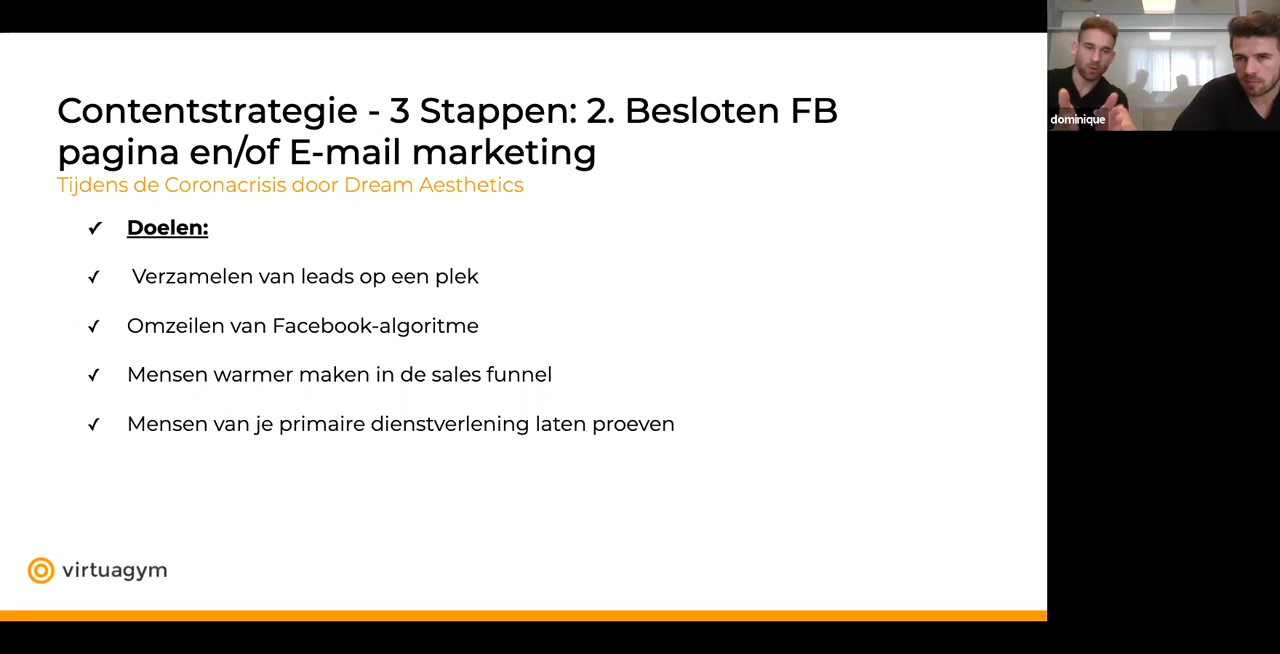 Contentstrategie - 3 Stappen: 2. Besloten FB
pagina en/of E-mail marketing
Tijdens de Coronacrisis door Dream Aesthetics
✓ Doelen:
✓ Verzamelen van leads op een plek
✓ Omzeilen van Facebook-algoritme
✓ Mensen warmer maken in de sales funnel
✓ Mensen van je primaire dienstverlening laten proeven
virtuagym
dominique